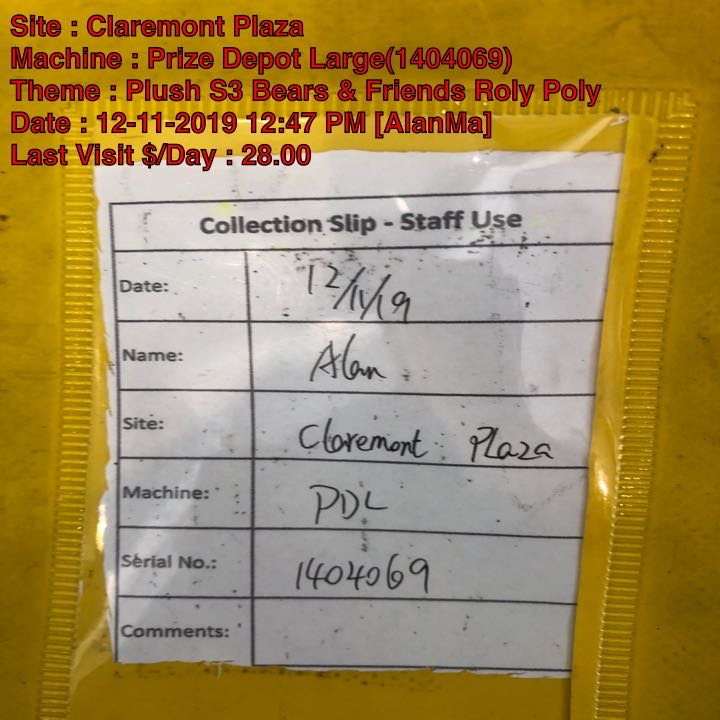 Site : Claremont Plaza
Machine : Prize Depot Large(1404069)
Theme : Plush S3 Bears & Friends Roly Poly
Date : 12-11-2019 12:47 PM [AlanMa]
Last Visit $/Day : 28.00
Collection Slip - Staff Use
Date: 12/11/19
Name: Alan
Site: Claremont Plaza
Machine: PDL
Serial No.: 1404069
Comments: